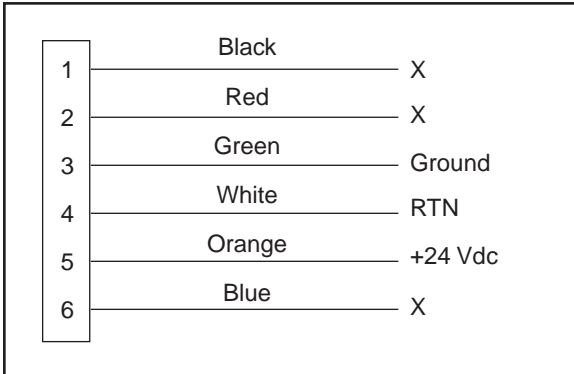 Black
1 X
Red
2 X
Green
3 Ground
White
4 RTN
Orange
5 +24 Vdc
Blue
6 X